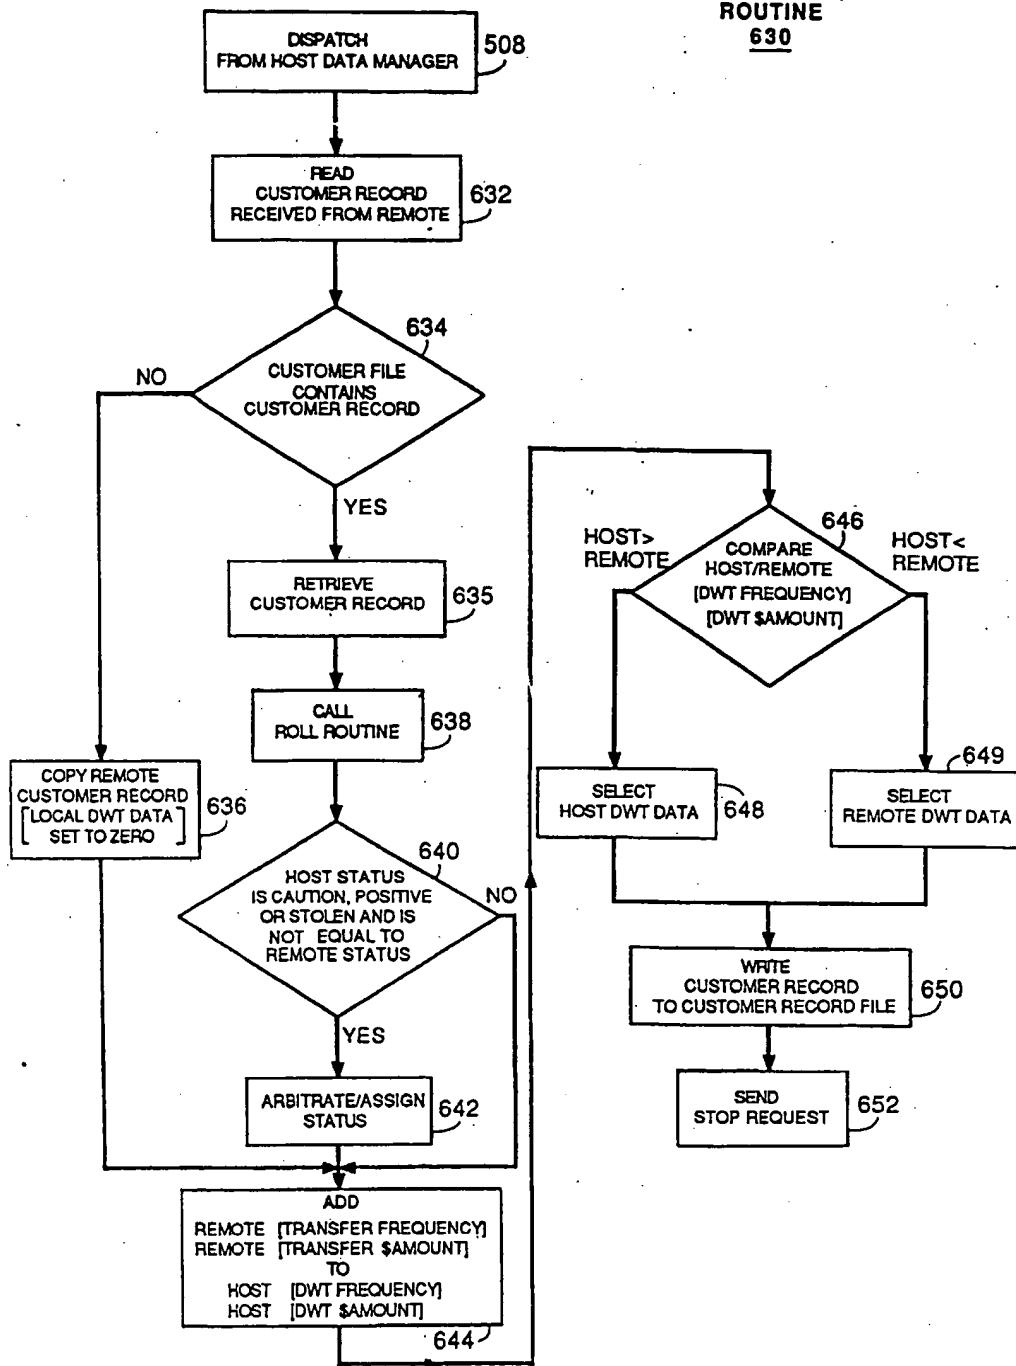 ROUTINE
630
DISPATCH
FROM HOST DATA MANAGER
508
READ
CUSTOMER RECORD
RECEIVED FROM REMOTE
632
634
CUSTOMER FILE
CONTAINS
CUSTOMER RECORD
NO
YES
RETRIEVE
CUSTOMER RECORD
635
CALL
ROLL ROUTINE
638
COPY REMOTE
CUSTOMER RECORD
[LOCAL DWT DATA
SET TO ZERO]
636
640
HOST STATUS
IS CAUTION, POSITIVE
OR STOLEN AND IS
NOT EQUAL TO
REMOTE STATUS
NO
YES
ARBITRATE/ASSIGN
STATUS
642
ADD
REMOTE [TRANSFER FREQUENCY]
REMOTE [TRANSFER $AMOUNT]
TO
HOST [DWT FREQUENCY]
HOST [DWT $AMOUNT]
644
646
COMPARE
HOST/REMOTE
[DWT FREQUENCY]
[DWT $AMOUNT]
HOST>
REMOTE
HOST<
REMOTE
SELECT
HOST DWT DATA
648
649
SELECT
REMOTE DWT DATA
WRITE
CUSTOMER RECORD
TO CUSTOMER RECORD FILE
650
SEND
STOP REQUEST
652